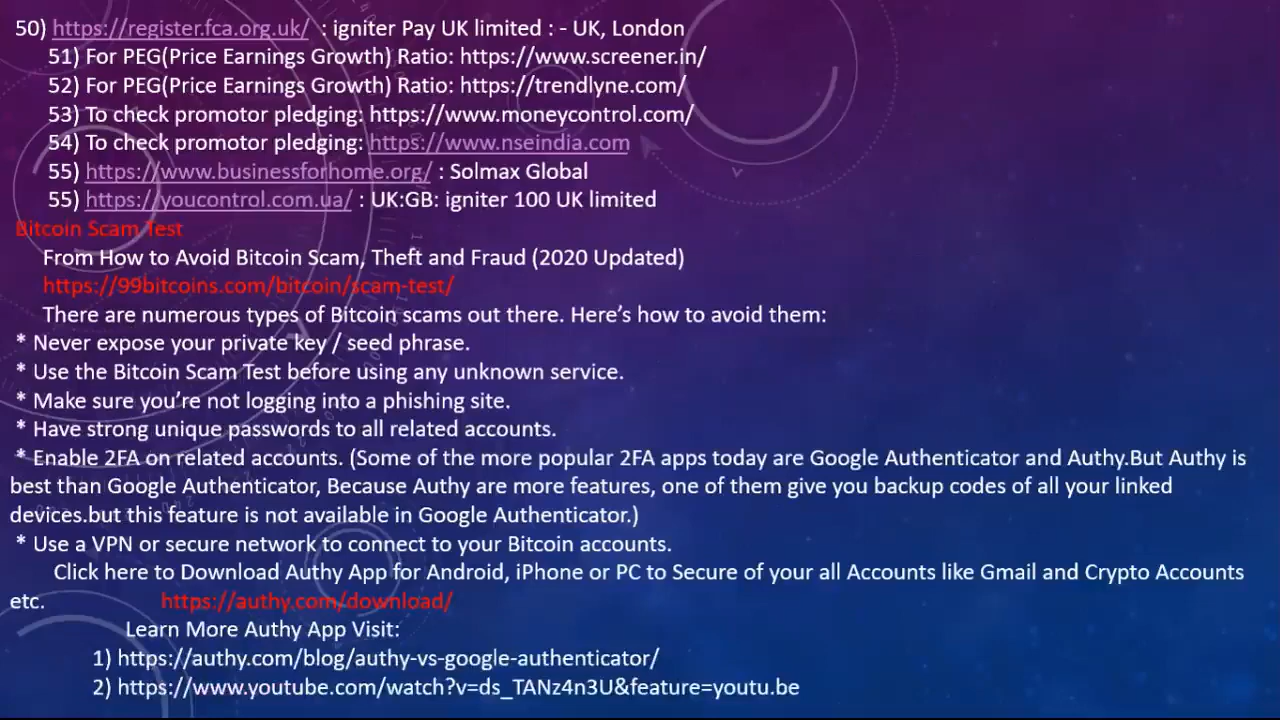 50) https://register.fca.org.uk/ : igniter Pay UK limited : - UK, London
51) For PEG(Price Earnings Growth) Ratio: https://www.screener.in/
52) For PEG(Price Earnings Growth) Ratio: https://trendlyne.com/
53) To check promotor pledging: https://www.moneycontrol.com/
54) To check promotor pledging: https://www.nseindia.com
55) https://www.businessforhome.org/ : Solmax Global
55) https://youcontrol.com.ua/ : UK:GB: igniter 100 UK limited
Bitcoin Scam Test
From How to Avoid Bitcoin Scam, Theft and Fraud (2020 Updated)
https://99bitcoins.com/bitcoin/scam-test/
There are numerous types of Bitcoin scams out there. Here’s how to avoid them:
* Never expose your private key / seed phrase.
* Use the Bitcoin Scam Test before using any unknown service.
* Make sure you’re not logging into a phishing site.
* Have strong unique passwords to all related accounts.
* Enable 2FA on related accounts. (Some of the more popular 2FA apps today are Google Authenticator and Authy.But Authy is
best than Google Authenticator, Because Authy are more features, one of them give you backup codes of all your linked
devices.but this feature is not available in Google Authenticator.)
* Use a VPN or secure network to connect to your Bitcoin accounts.
Click here to Download Authy App for Android, iPhone or PC to Secure of your all Accounts like Gmail and Crypto Accounts
etc. https://authy.com/download/
Learn More Authy App Visit:
1) https://authy.com/blog/authy-vs-google-authenticator/
2) https://www.youtube.com/watch?v=ds_TANz4n3U&feature=youtu.be